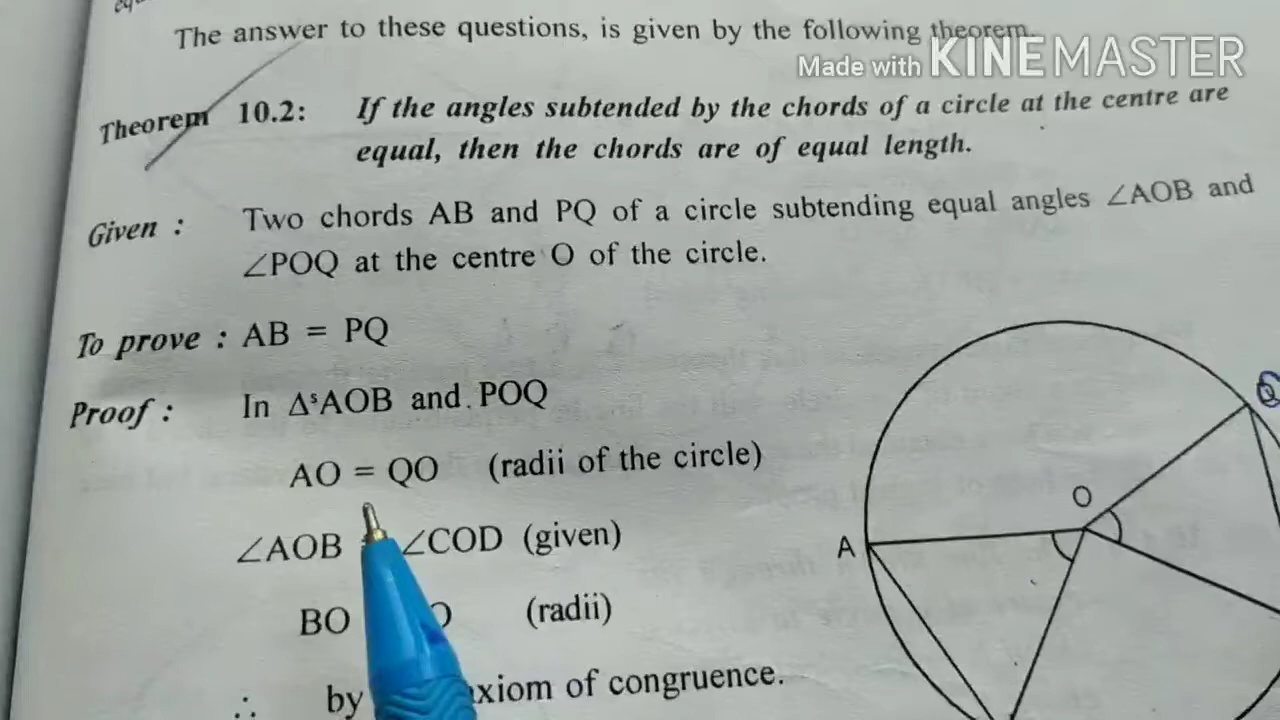 The answer to these questions, is given by the following theorem.
Made with KINEMASTER
Theorem 10.2: If the angles subtended by the chords of a circle at the centre are
equal, then the chords are of equal length.
Given : Two chords AB and PQ of a circle subtending equal angles ∠AOB and
∠POQ at the centre O of the circle.
To prove : AB = PQ
Proof : In ΔˢAOB and POQ
AO = QO (radii of the circle)
∠AOB ∠COD (given)
BO (radii)
∴ by axiom of congruence.
Q
O
A